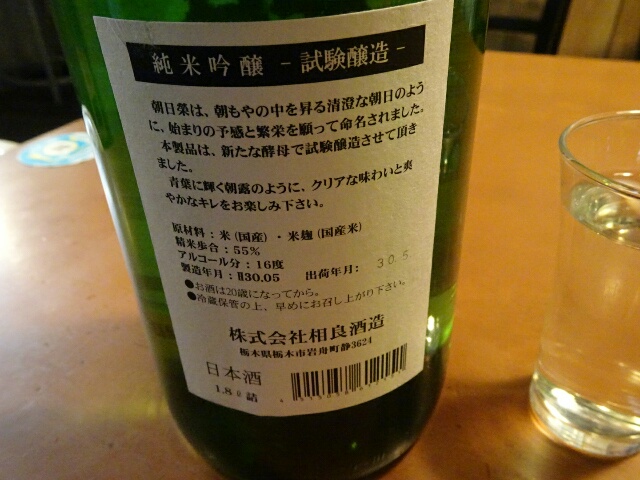 純米吟醸 -試験醸造-
朝日榮は、朝もやの中を昇る清澄な朝日のよう
に、始まりの予感と繁栄を願って命名されました。
本製品は、新たな酵母で試験醸造させて頂き
ました。
青葉に輝く朝露のように、クリアな味わいと爽
やかなキレをお楽しみ下さい。
原材料：米(国産)・米麹(国産米)
精米歩合：55%
アルコール分：16度
製造年月：H30.05 出荷年月：30.5
●お酒は20歳になってから。
●冷蔵保管の上、早めにお召し上がり下さい。
株式会社相良酒造
栃木県栃木市岩舟町静3624
日本酒
1.8ℓ詰